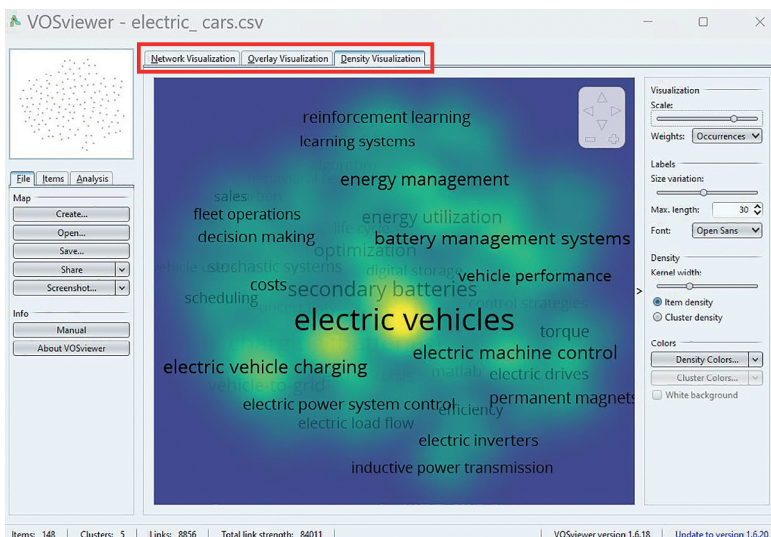 VOSviewer - electric_ cars.csv
Network Visualization Overlay Visualization Density Visualization
File Items Analysis
Map
Create...
Open...
Save...
Share
Screenshot...
Info
Manual
About VOSviewer
reinforcement learning
learning systems
energy management
sales
fleet operations
energy utilization
life cycle
decision making
battery management systems
optimization
stochastic systems
digital storage
vehicle performance
costs
secondary batteries
scheduling
control strategies
electric vehicles
torque
electric machine control
electric vehicle charging
matlab
electric drives
vehicle-to-grid
permanent magnets
electric power system control
efficiency
electric load flow
electric inverters
inductive power transmission
Visualization
Scale:
Weights: Occurrences
Labels
Size variation:
Max. length: 30
Font: Open Sans
Density
Kernel width:
Item density
Cluster density
Colors
Density Colors...
Cluster Colors...
White background
>
Items: 148 Clusters: 5 Links: 8856 Total link strength: 84011 VOSviewer version 1.6.18 Update to version 1.6.20